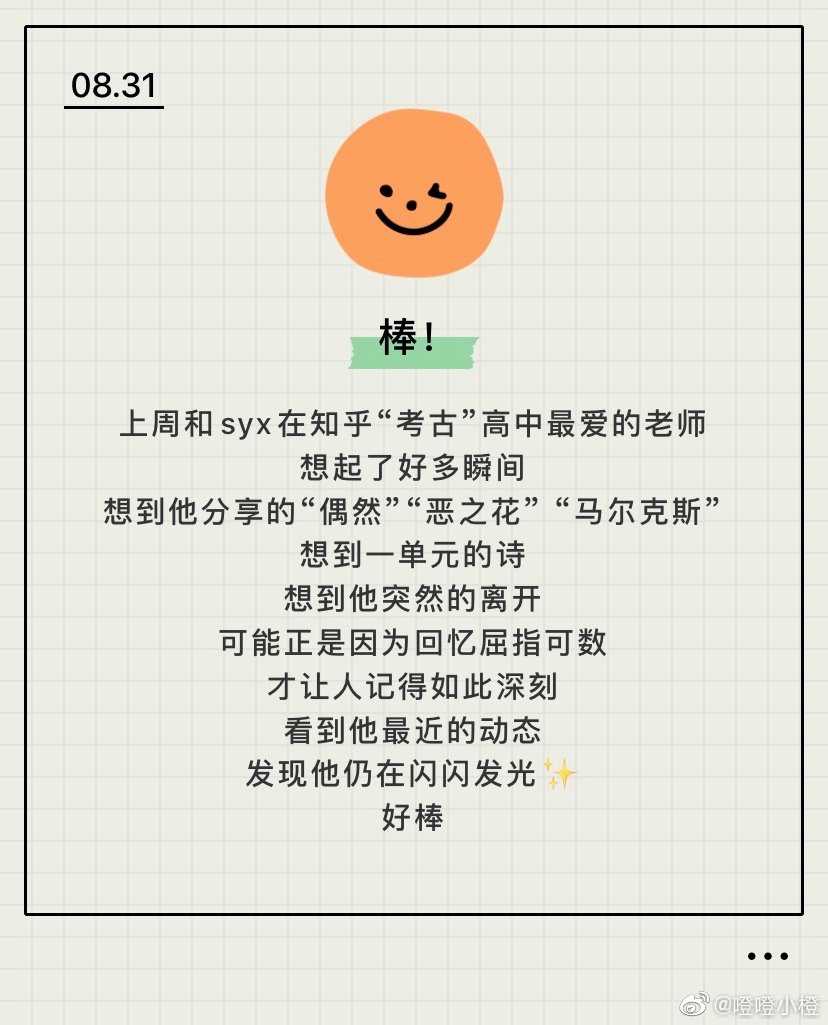 08.31
棒！
上周和syx在知乎“考古”高中最爱的老师
想起了好多瞬间
想到他分享的“偶然”“恶之花”“马尔克斯”
想到一单元的诗
想到他突然的离开
可能正是因为回忆屈指可数
才让人记得如此深刻
看到他最近的动态
发现他仍在闪闪发光✨
好棒
@噔噔小橙